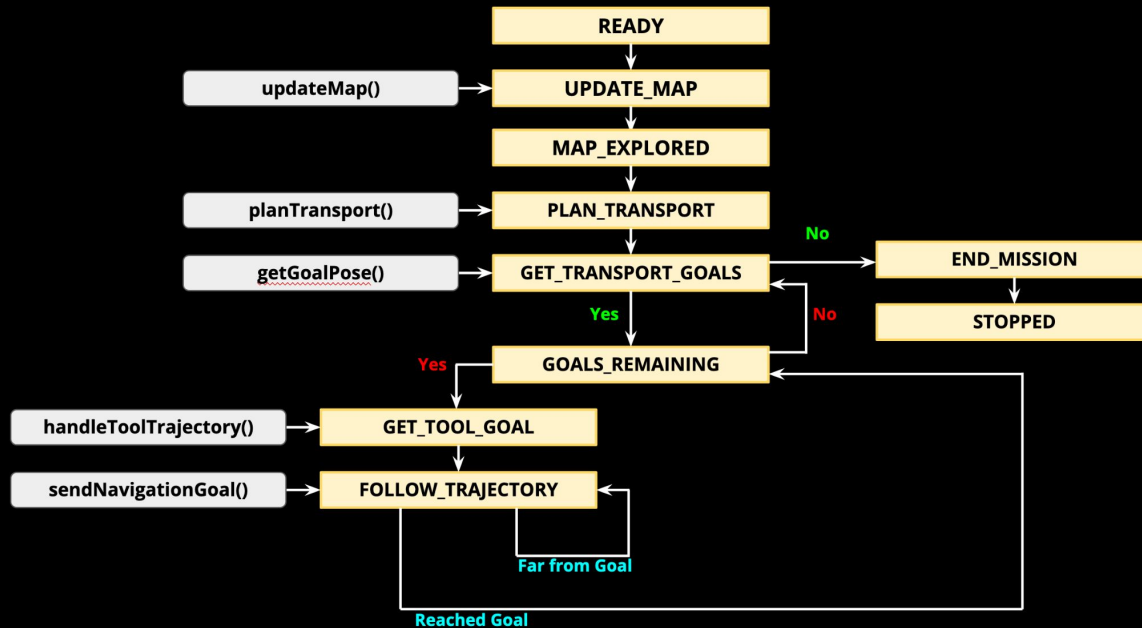 READY
updateMap()
UPDATE_MAP
MAP_EXPLORED
planTransport()
PLAN_TRANSPORT
No
getGoalPose()
GET_TRANSPORT_GOALS
END_MISSION
Yes
No
STOPPED
Yes
GOALS_REMAINING
handleToolTrajectory()
GET_TOOL_GOAL
sendNavigationGoal()
FOLLOW_TRAJECTORY
Far from Goal
Reached Goal